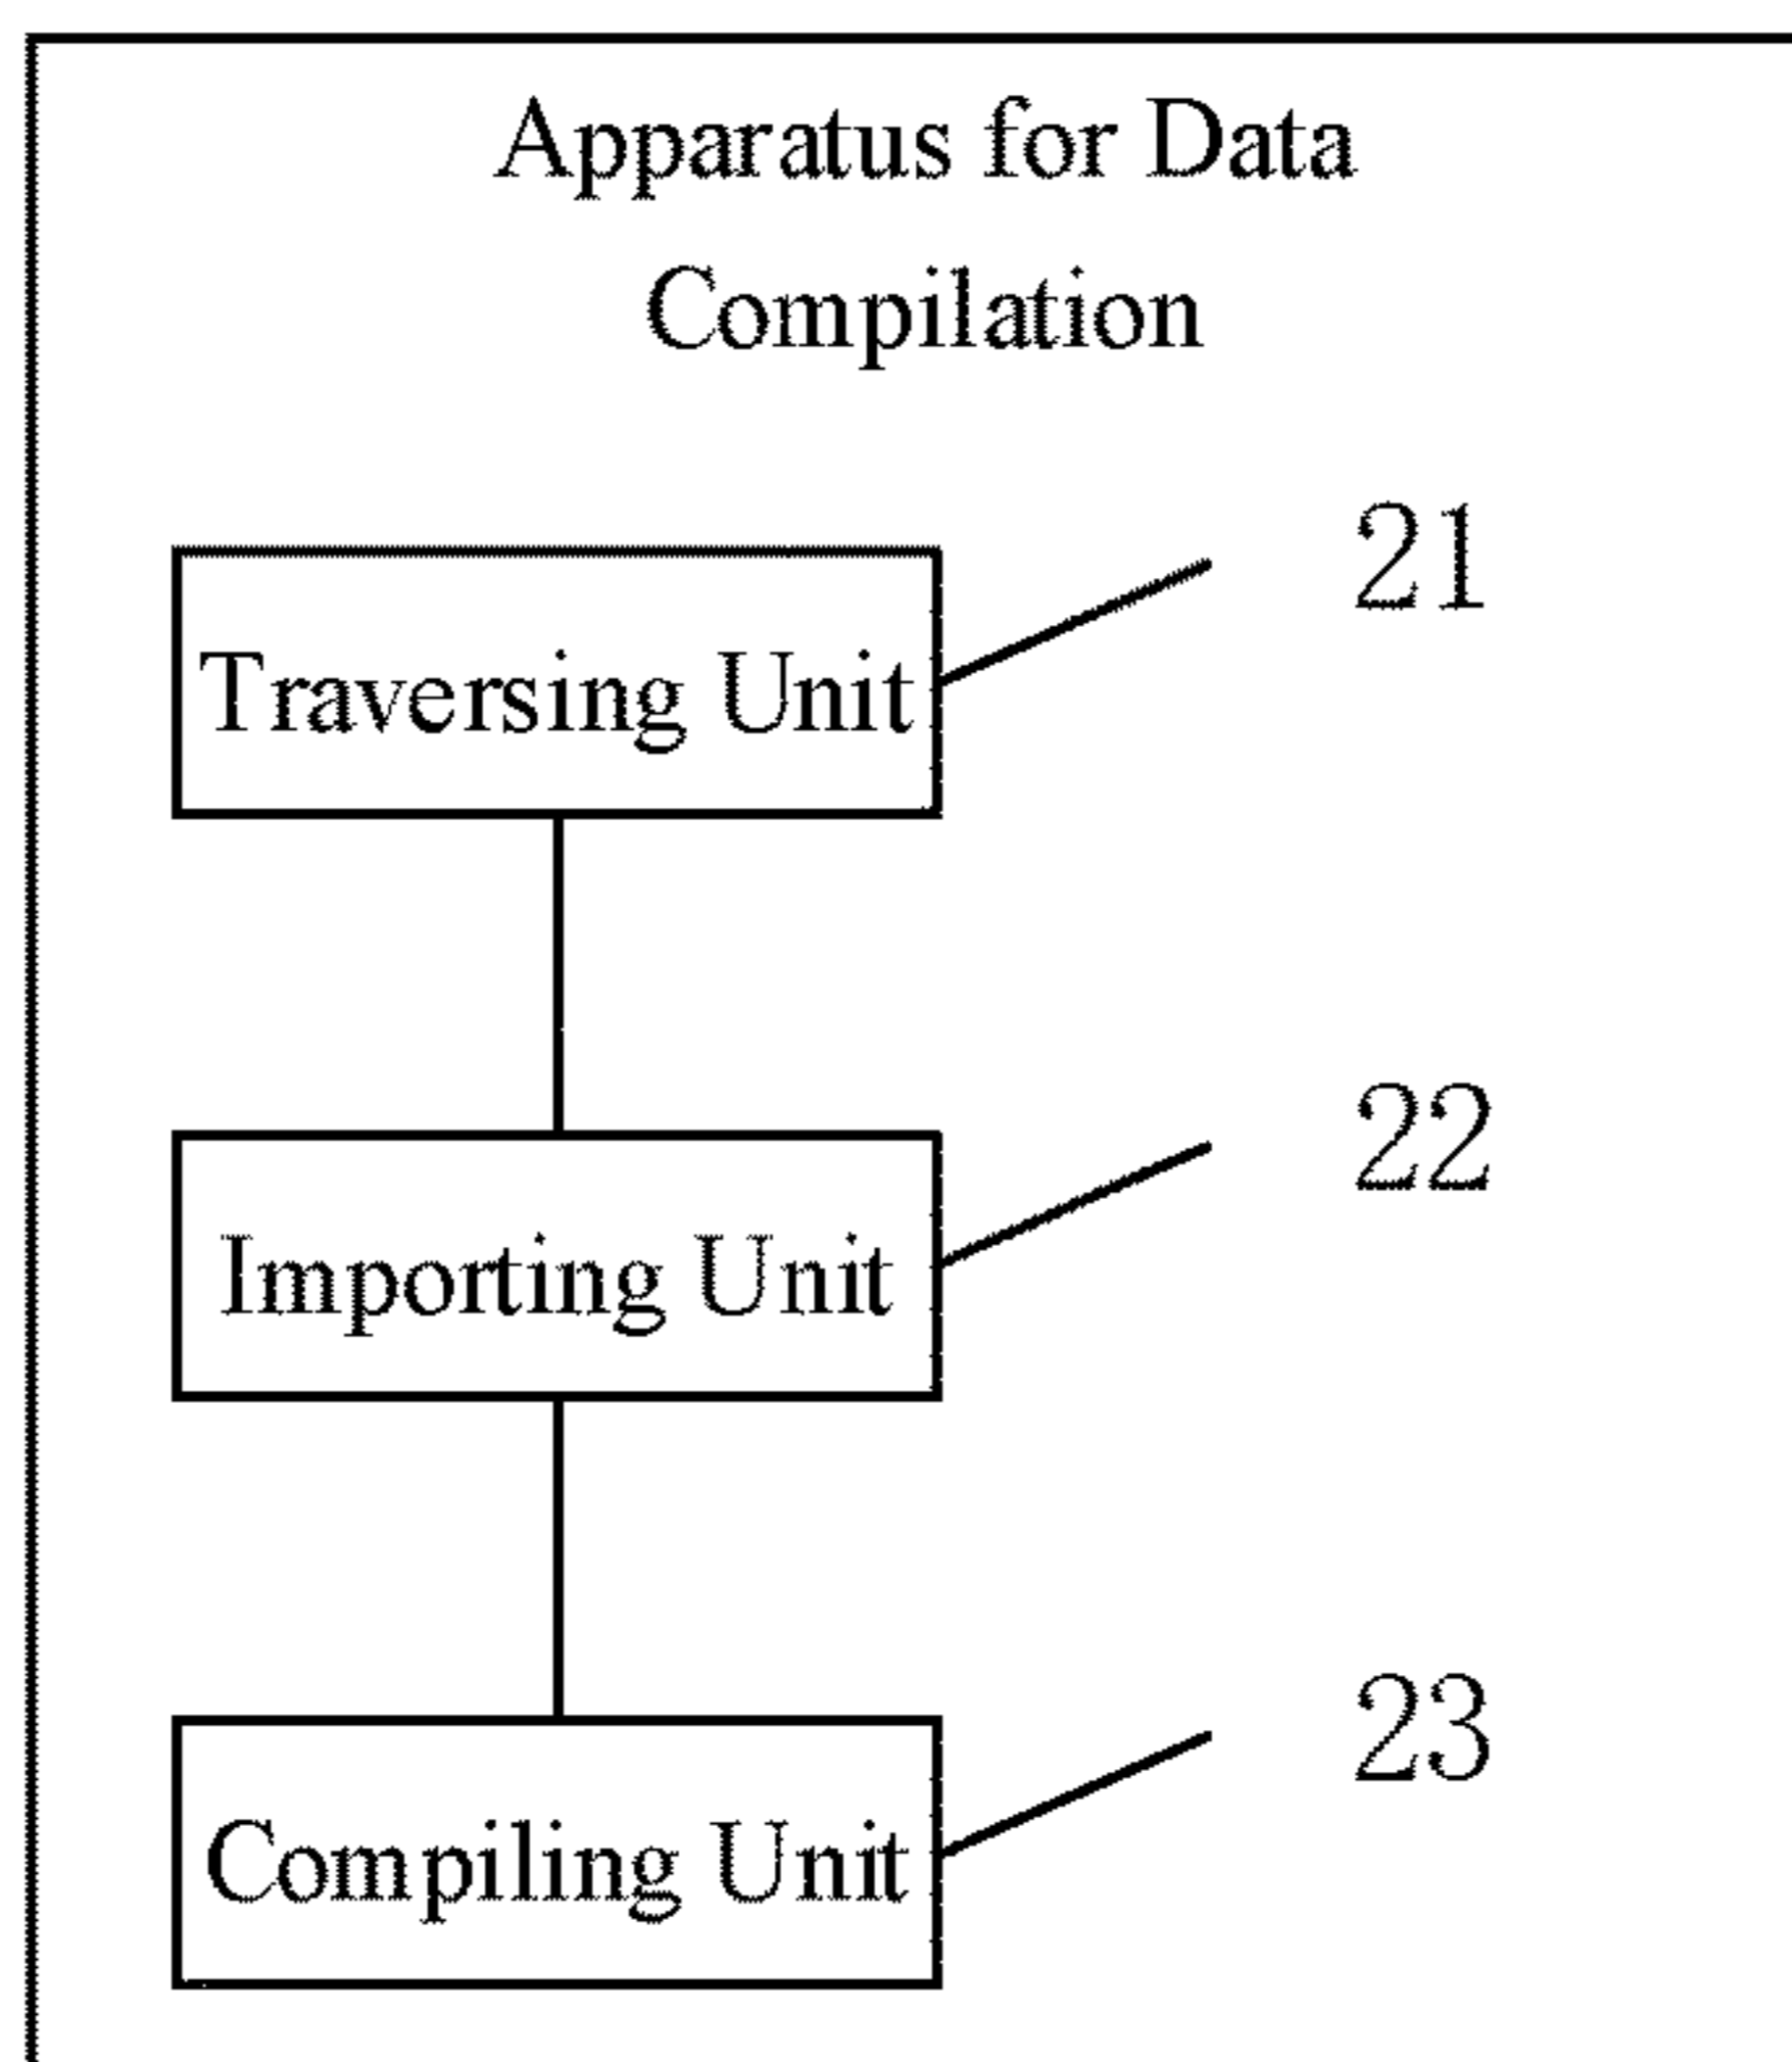 Apparatus for Data
Compilation
21
Traversing Unit
22
Importing Unit
23
Compiling Unit